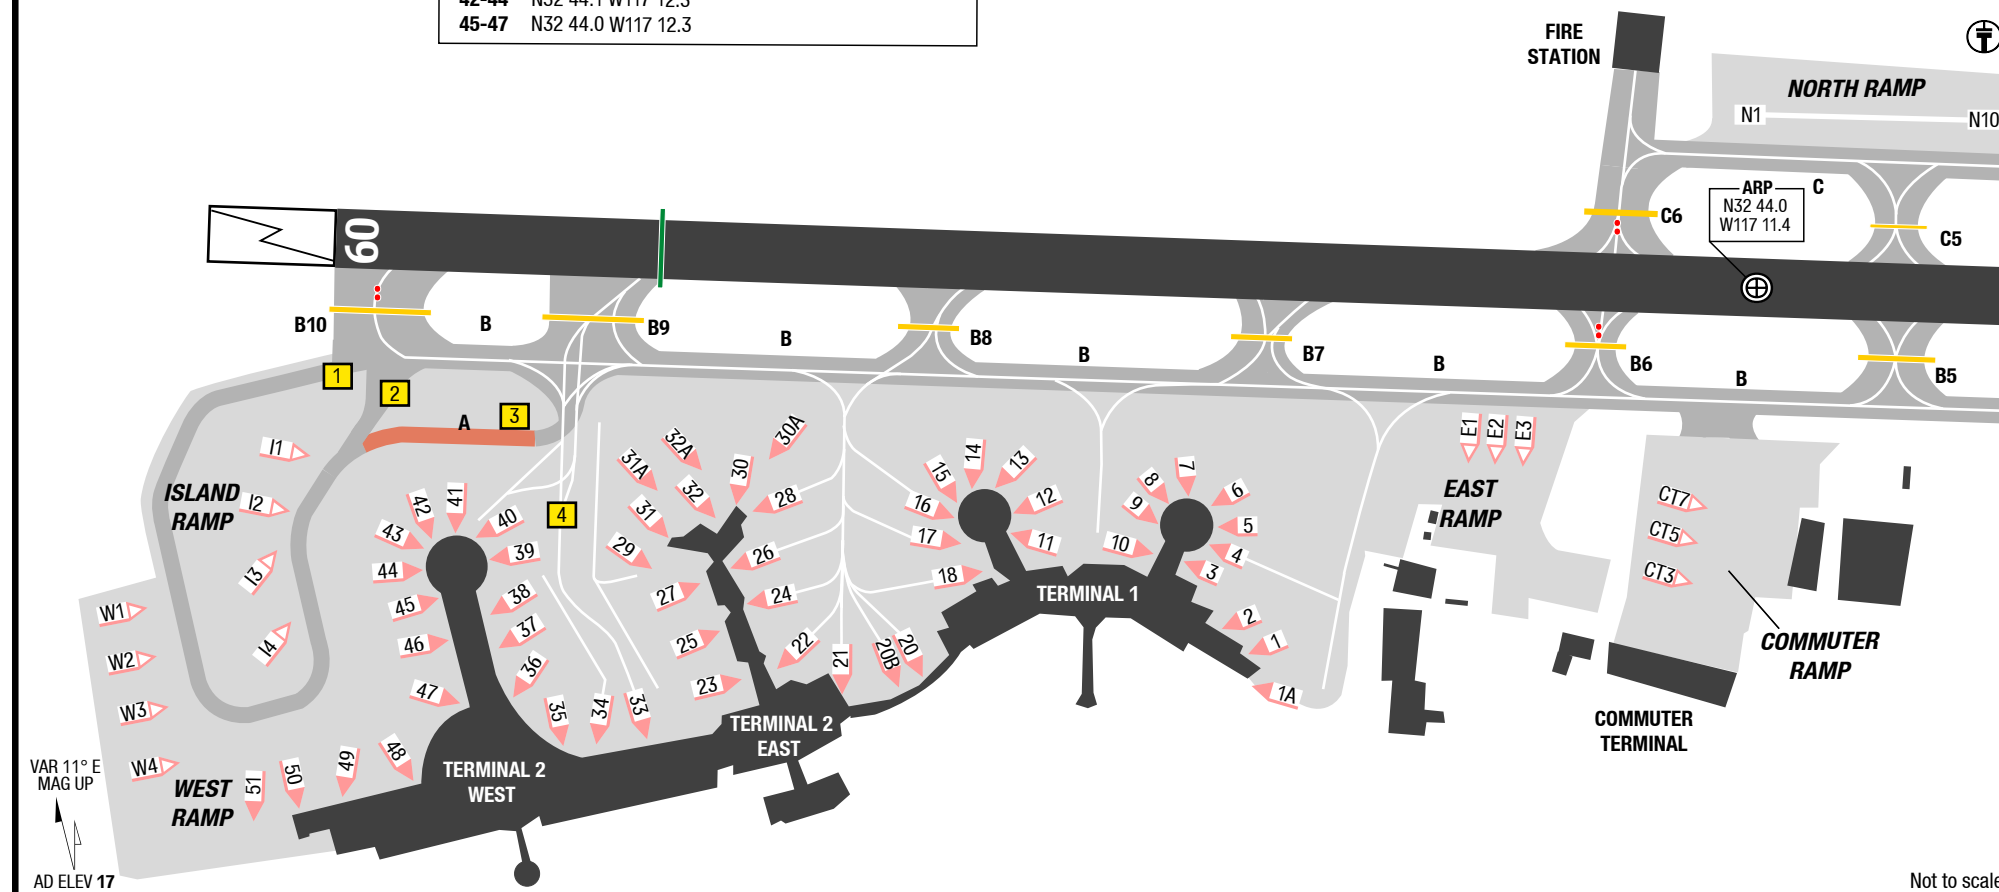 42-44 N32 44.1 W117 12.3
45-47 N32 44.0 W117 12.3
FIRE
STATION
NORTH RAMP
N1
N10
ARP
N32 44.0
W117 11.4
C
C6
C5
09
B10
B
B9
B
B8
B
B7
B
B6
B
B5
1
2
3
A
4
I1
I2
I3
I4
ISLAND
RAMP
W1
W2
W3
W4
WEST
RAMP
51
50
49
48
47
46
45
44
43
42
41
40
39
38
37
36
35
34
33
32A
31A
32
31
30
30A
29
28
27
26
25
24
23
22
21
20B
20
18
17
16
15
14
13
12
11
10
9
8
7
6
5
4
3
2
1
1A
E1
E2
E3
EAST
RAMP
CT7
CT5
CT3
COMMUTER
RAMP
COMMUTER
TERMINAL
TERMINAL 1
TERMINAL 2
EAST
TERMINAL 2
WEST
VAR 11° E
MAG UP
AD ELEV 17
Not to scale